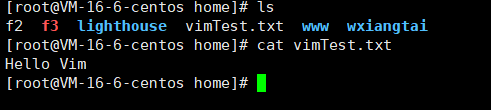 [root@VM-16-6-centos home]# ls
f2 f3 lighthouse vimTest.txt www wxiangtai
[root@VM-16-6-centos home]# cat vimTest.txt
Hello Vim
[root@VM-16-6-centos home]#